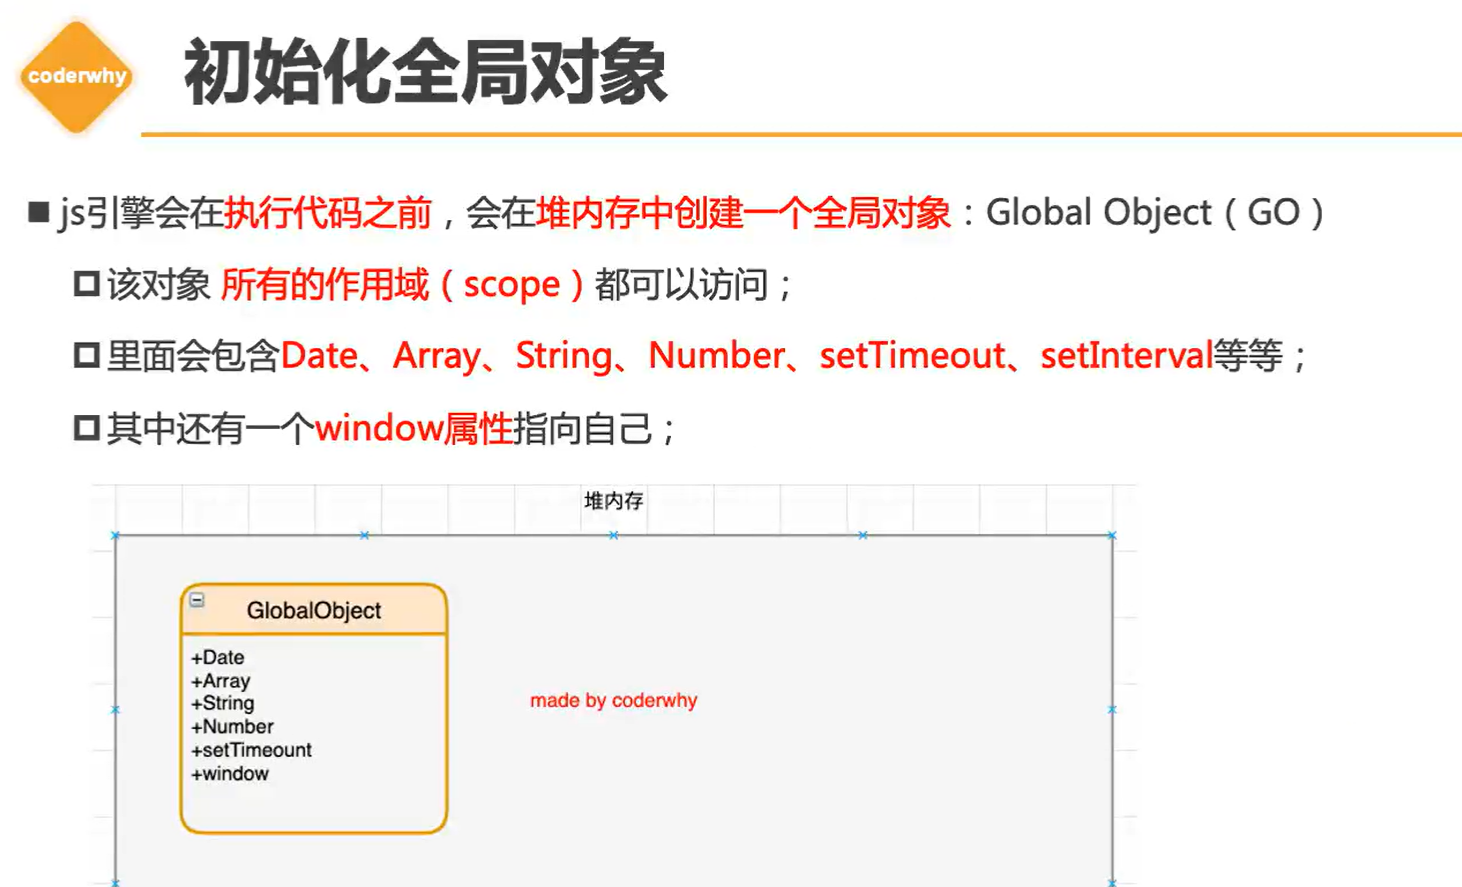 coderwhy
初始化全局对象
js引擎会在执行代码之前，会在堆内存中创建一个全局对象：Global Object（GO）
该对象 所有的作用域（scope）都可以访问；
里面会包含Date、Array、String、Number、setTimeout、setInterval等等；
其中还有一个window属性指向自己；
堆内存
GlobalObject
+Date
+Array
+String
+Number
+setTimeount
+window
made by coderwhy